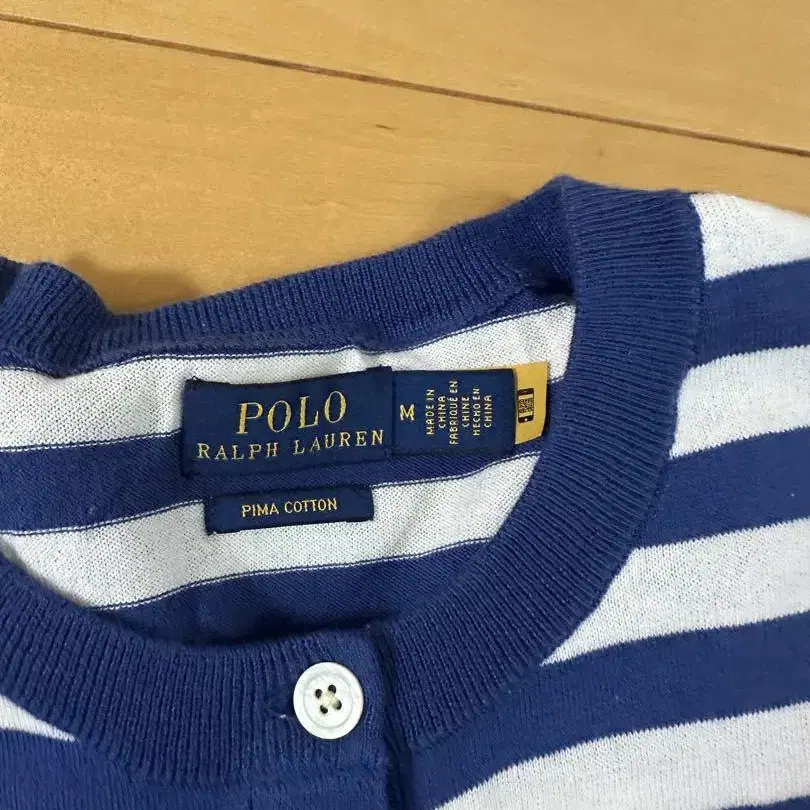 POLO
RALPH LAUREN
M
MADE IN
CHINA
FABRIQUÉ EN
CHINE
HECHO EN
CHINA
PIMA COTTON